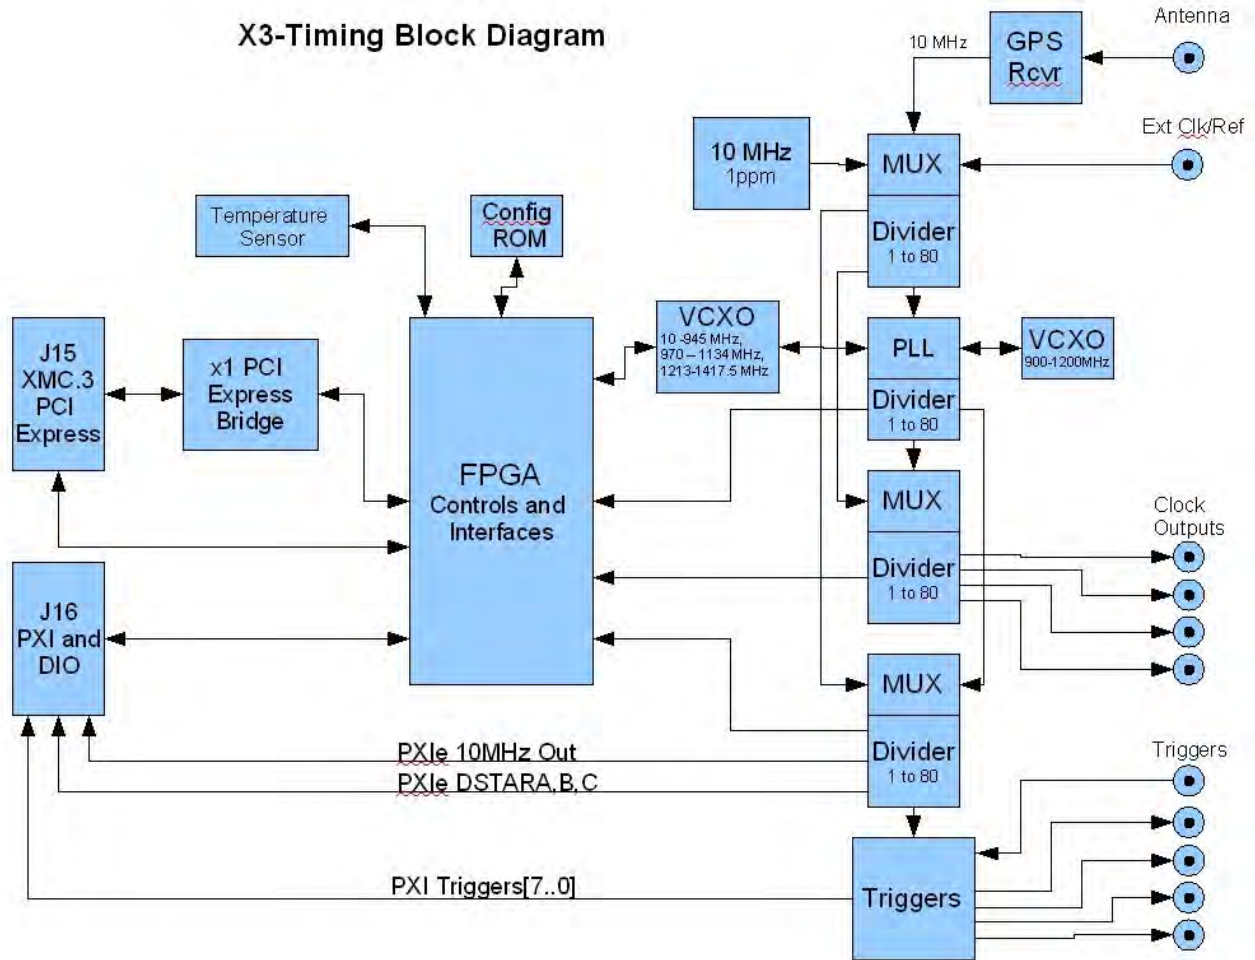 X3-Timing Block Diagram
Antenna
10 MHz
GPS
Rcvr
Ext Clk/Ref
10 MHz
1ppm
MUX
Divider
1 to 80
Temperature
Sensor
Config
ROM
VCXO
10 -945 MHz,
970 – 1134 MHz,
1213-1417.5 MHz
PLL
Divider
1 to 80
VCXO
900-1200MHz
J15
XMC.3
PCI
Express
x1 PCI
Express
Bridge
FPGA
Controls and
Interfaces
MUX
Divider
1 to 80
Clock
Outputs
J16
PXI and
DIO
MUX
Divider
1 to 80
PXIe 10MHz Out
PXIe DSTARA,B,C
Triggers
PXI Triggers[7..0]
Triggers